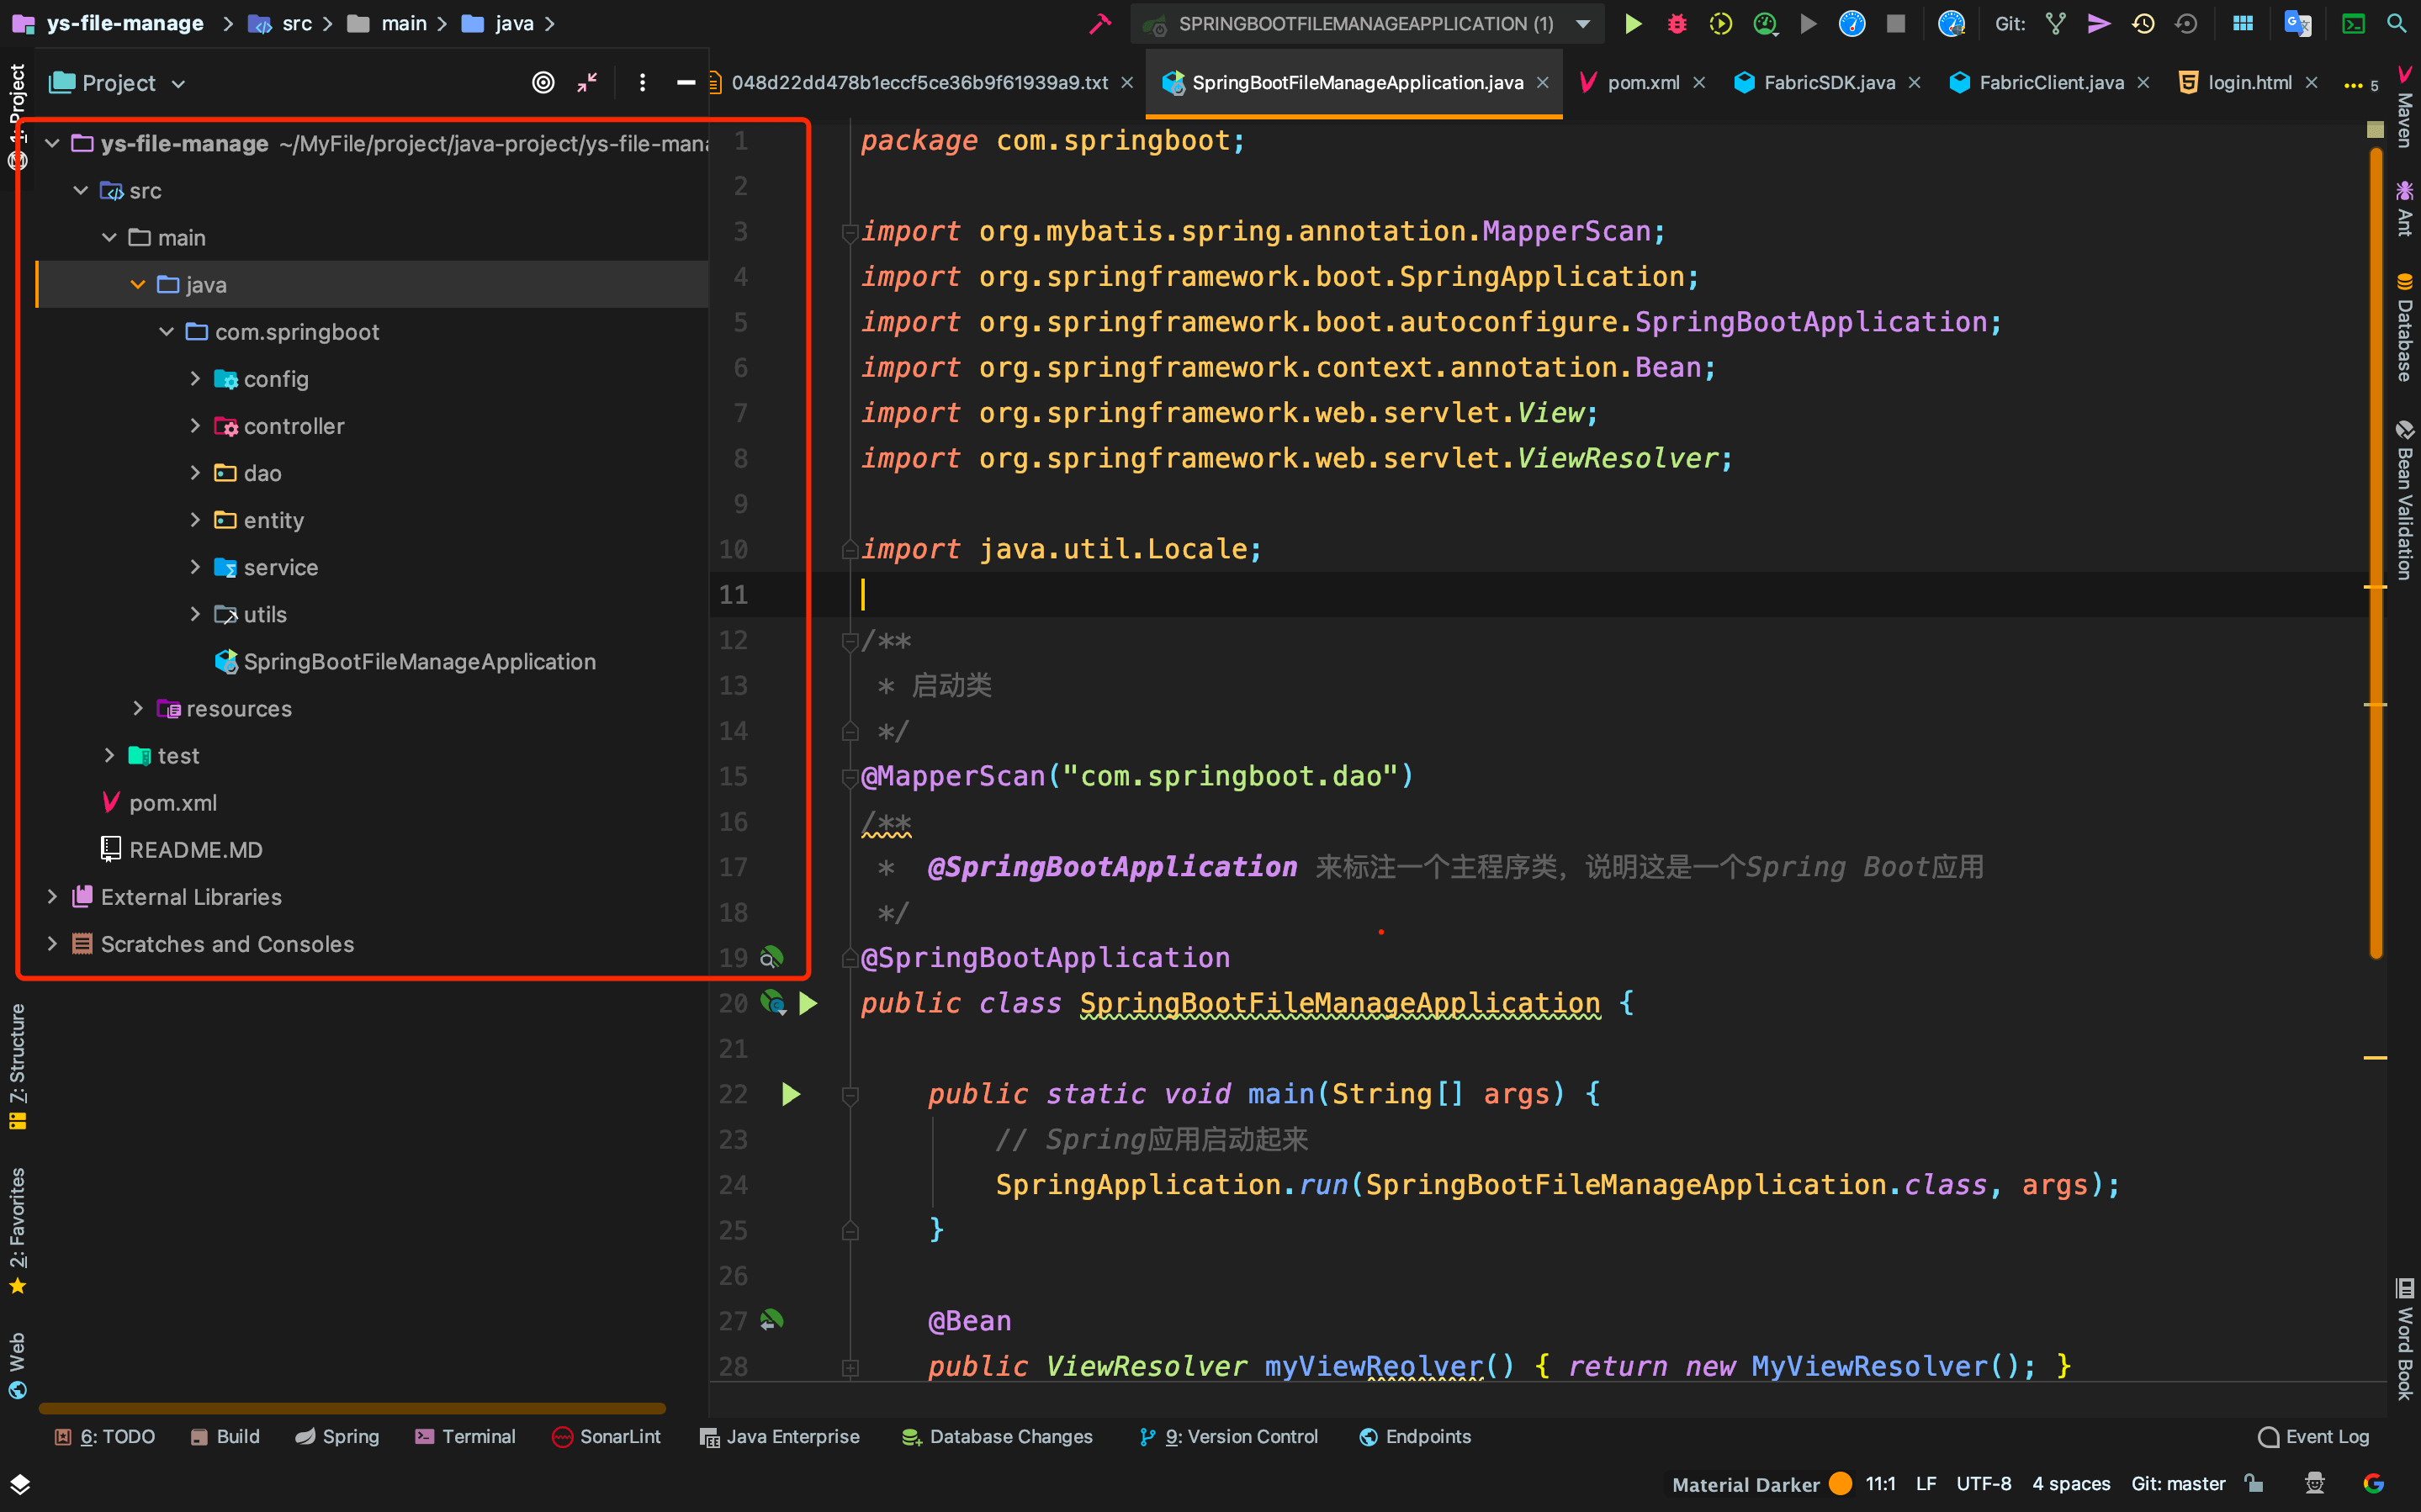 ys-file-manage src main java SPRINGBOOTFILEMANAGEAPPLICATION (1) Git:
Project
048d22dd478b1eccf5ce36b9f61939a9.txt SpringBootFileManageApplication.java pom.xml FabricSDK.java FabricClient.java login.html 5
1: Project
ys-file-manage ~/MyFile/project/java-project/ys-file-mana
src
main
java
com.springboot
config
controller
dao
entity
service
utils
SpringBootFileManageApplication
resources
test
pom.xml
README.MD
External Libraries
Scratches and Consoles
7: Structure
2: Favorites
Web
1 package com.springboot;
2
3 import org.mybatis.spring.annotation.MapperScan;
4 import org.springframework.boot.SpringApplication;
5 import org.springframework.boot.autoconfigure.SpringBootApplication;
6 import org.springframework.context.annotation.Bean;
7 import org.springframework.web.servlet.View;
8 import org.springframework.web.servlet.ViewResolver;
9
10 import java.util.Locale;
11
12 /**
13 * 启动类
14 */
15 @MapperScan("com.springboot.dao")
16 /**
17 * @SpringBootApplication 来标注一个主程序类，说明这是一个Spring Boot应用
18 */
19 @SpringBootApplication
20 public class SpringBootFileManageApplication {
21
22 public static void main(String[] args) {
23 // Spring应用启动起来
24 SpringApplication.run(SpringBootFileManageApplication.class, args);
25 }
26
27 @Bean
28 public ViewResolver myViewReolver() { return new MyViewResolver(); }
Maven
Ant
Database
Bean Validation
Word Book
6: TODO Build Spring Terminal SonarLint Java Enterprise Database Changes 9: Version Control Endpoints Event Log
Material Darker 11:1 LF UTF-8 4 spaces Git: master